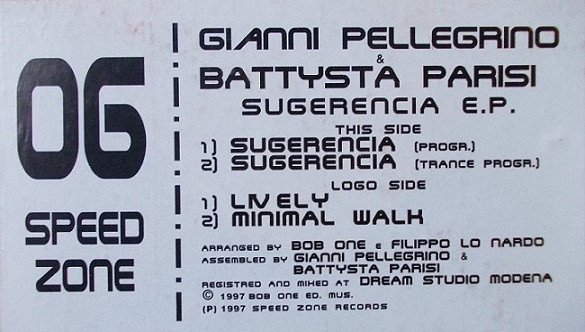 06
SPEED
ZONE
GIANNI PELLEGRINO
&
BATTYSTA PARISI
SUGERENCIA E.P.
THIS SIDE
1) SUGERENCIA (PROGR.)
2) SUGERENCIA (TRANCE PROGR.)
LOGO SIDE
1) LIVELY
2) MINIMAL WALK
ARRANGED BY BOB ONE E FILIPPO LO NARDO
ASSEMBLED BY GIANNI PELLEGRINO &
BATTYSTA PARISI
REGISTRED AND MIXED AT DREAM STUDIO MODENA
© 1997 BOB ONE ED. MUS.
(P) 1997 SPEED ZONE RECORDS